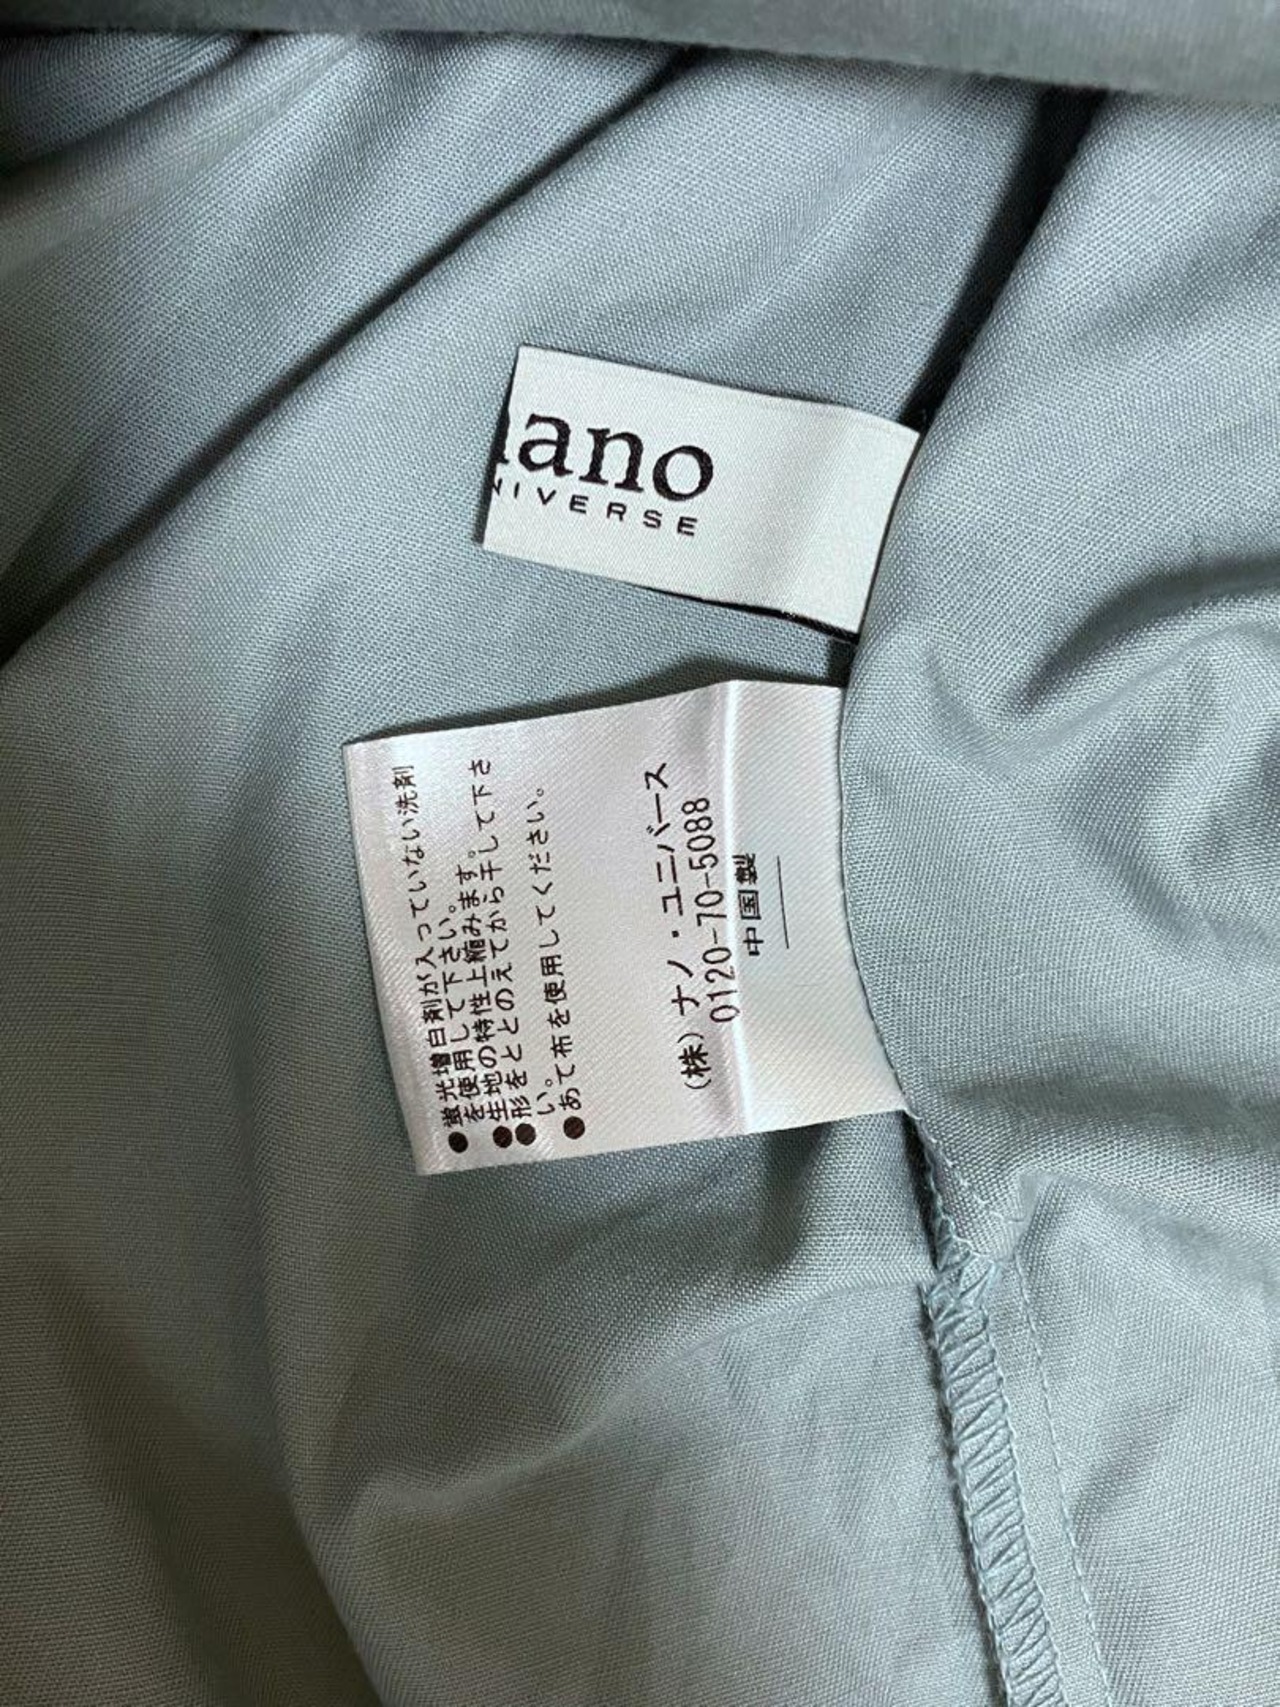 nano
NIVERSE
●蛍光増白剤が入っていない洗剤
を使用して下さい。
●生地の特性上縮みます。
●形をととのえてから干して下さ
い。
●あて布を使用してください。
(株)ナノ・ユニバース
0120-70-5088
中国製